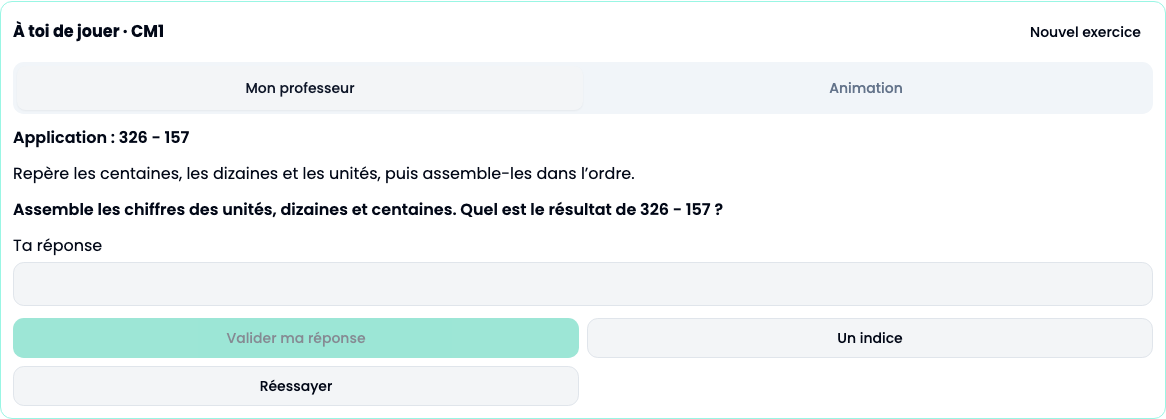 À toi de jouer · CM1
Nouvel exercice
Mon professeur
Animation
Application : 326 − 157
Repère les centaines, les dizaines et les unités, puis assemble-les dans l’ordre.
Assemble les chiffres des unités, dizaines et centaines. Quel est le résultat de 326 − 157 ?
Ta réponse
Valider ma réponse
Un indice
Réessayer